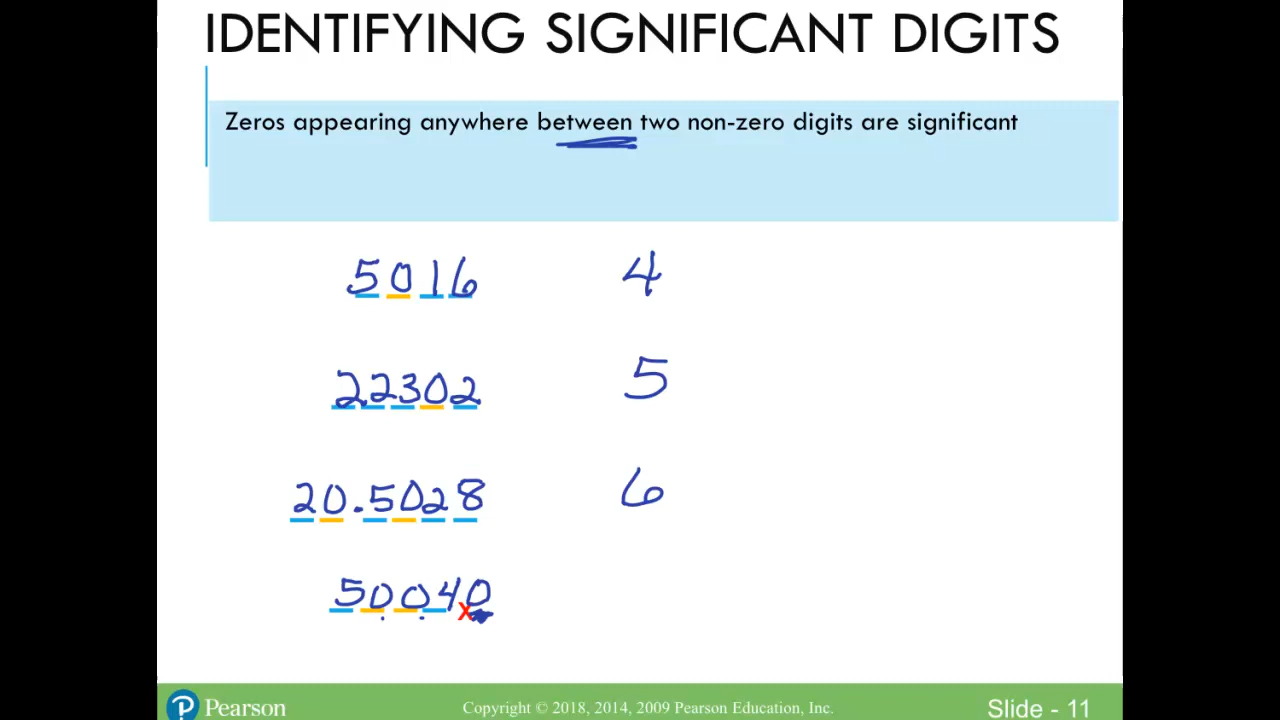 IDENTIFYING SIGNIFICANT DIGITS
Zeros appearing anywhere between two non-zero digits are significant
5016 4
22302 5
20.5028 6
50040
x
Pearson Copyright © 2018, 2014, 2009 Pearson Education, Inc. Slide - 11